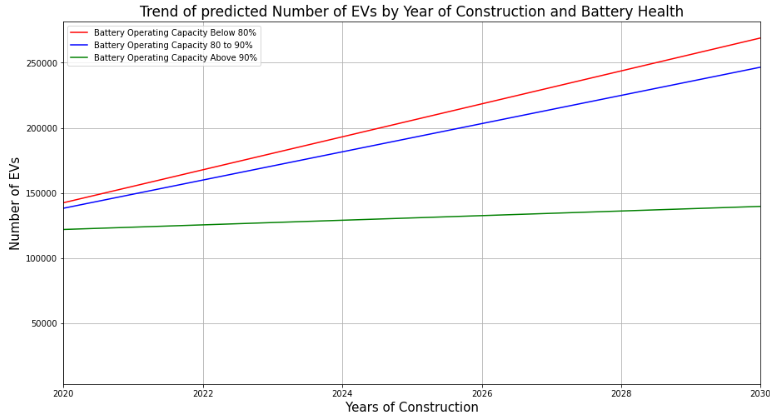 Trend of predicted Number of EVs by Year of Construction and Battery Health
Battery Operating Capacity Below 80%
Battery Operating Capacity 80 to 90%
Battery Operating Capacity Above 90%
250000
200000
150000
100000
50000
Number of EVs
2020 2022 2024 2026 2028 2030
Years of Construction